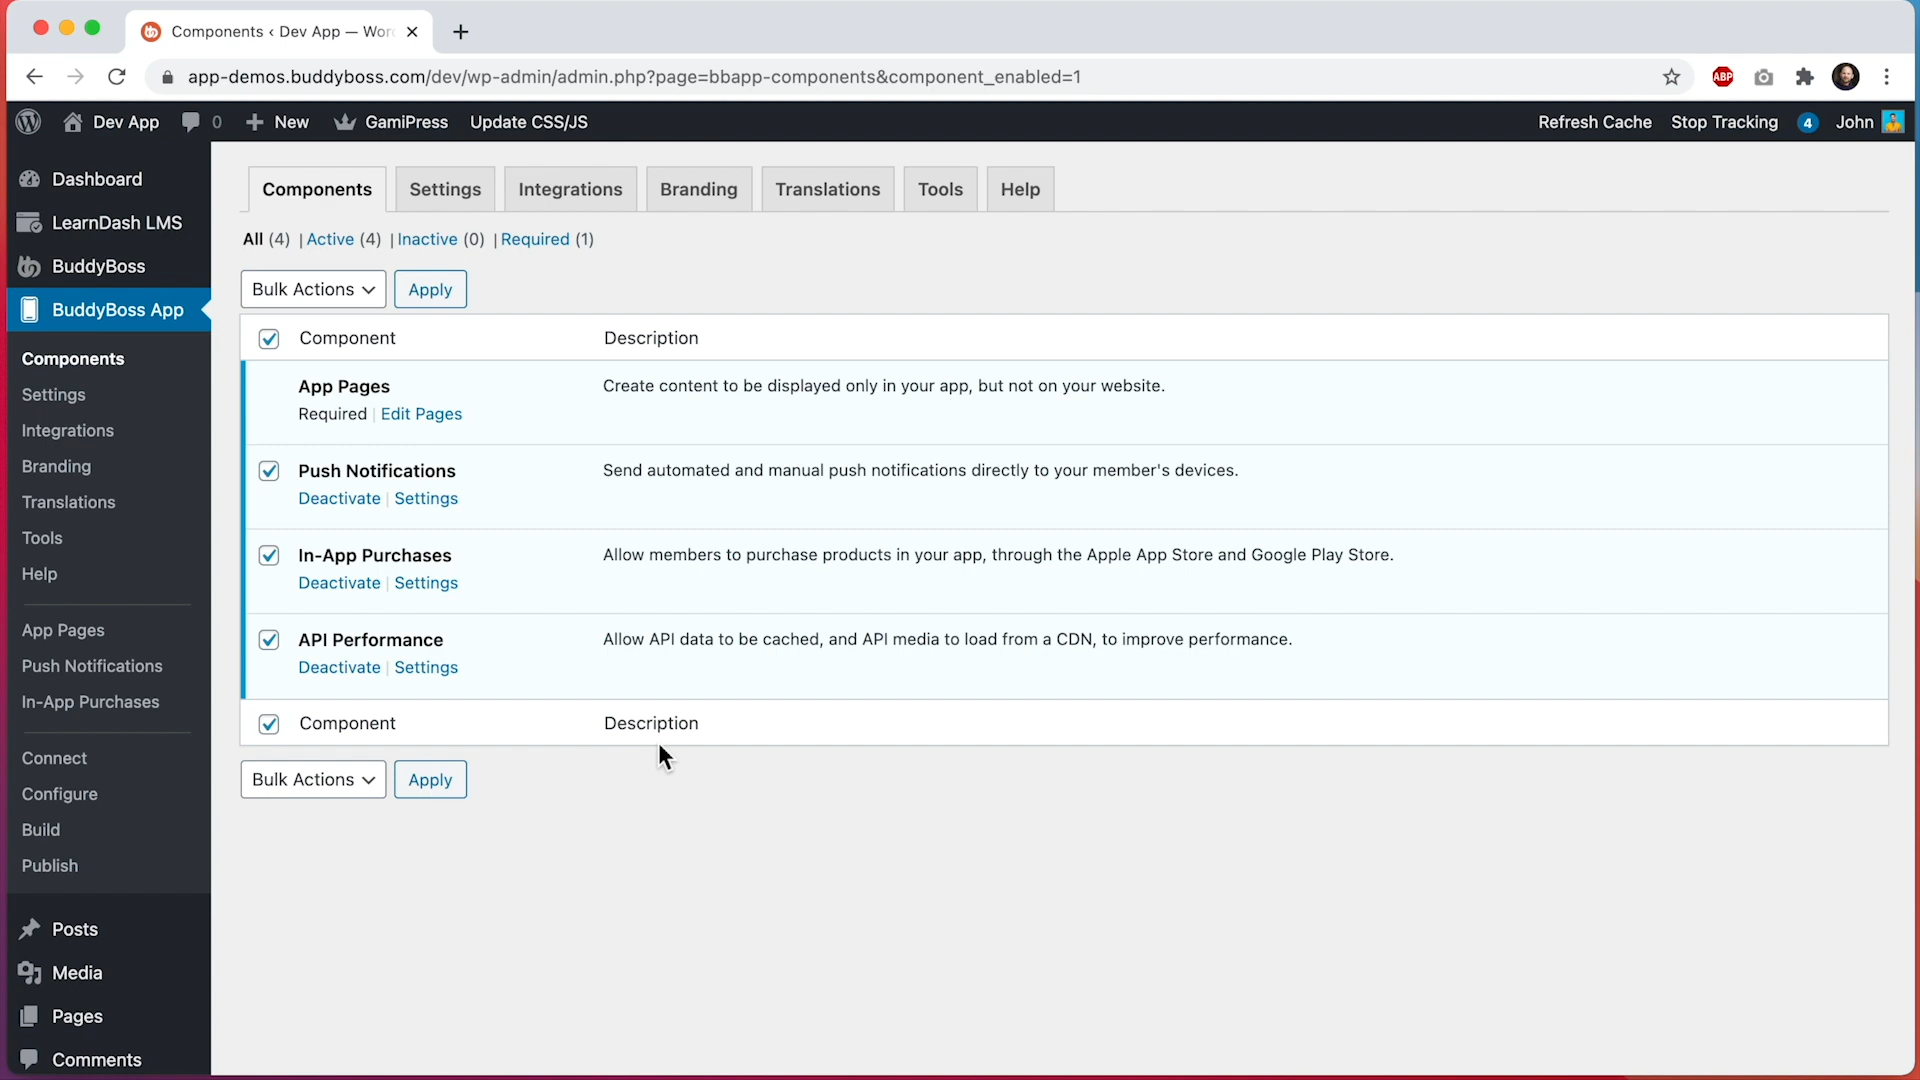 Components ‹ Dev App — Wor
app-demos.buddyboss.com/dev/wp-admin/admin.php?page=bbapp-components&component_enabled=1
ABP
Dev App 0 New GamiPress Update CSS/JS Refresh Cache Stop Tracking 4 John
Dashboard
LearnDash LMS
BuddyBoss
BuddyBoss App
Components
Settings
Integrations
Branding
Translations
Tools
Help
App Pages
Push Notifications
In-App Purchases
Connect
Configure
Build
Publish
Posts
Media
Pages
Comments
Components Settings Integrations Branding Translations Tools Help
All (4) | Active (4) | Inactive (0) | Required (1)
Bulk Actions Apply
Component Description
App Pages Create content to be displayed only in your app, but not on your website.
Required | Edit Pages
Push Notifications Send automated and manual push notifications directly to your member's devices.
Deactivate | Settings
In-App Purchases Allow members to purchase products in your app, through the Apple App Store and Google Play Store.
Deactivate | Settings
API Performance Allow API data to be cached, and API media to load from a CDN, to improve performance.
Deactivate | Settings
Component Description
Bulk Actions Apply